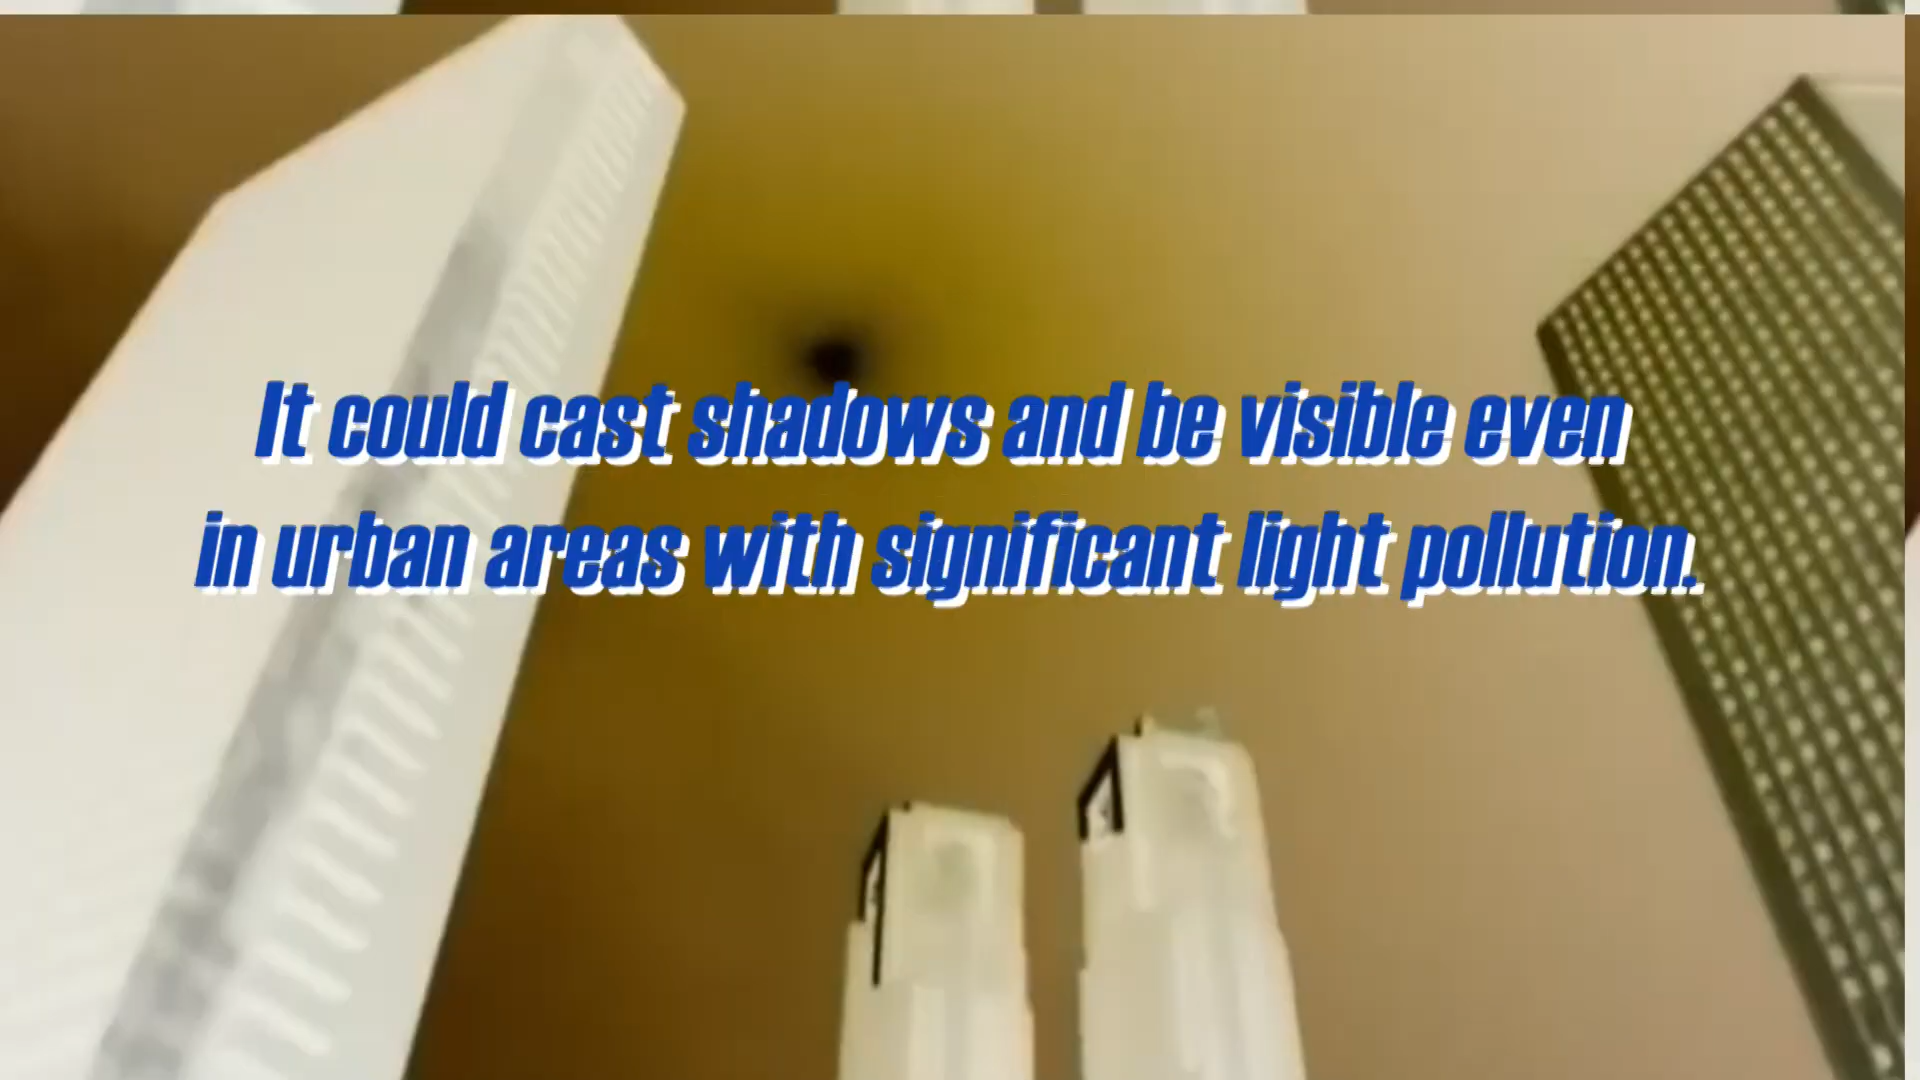 It could cast shadows and be visible even
in urban areas with significant light pollution.